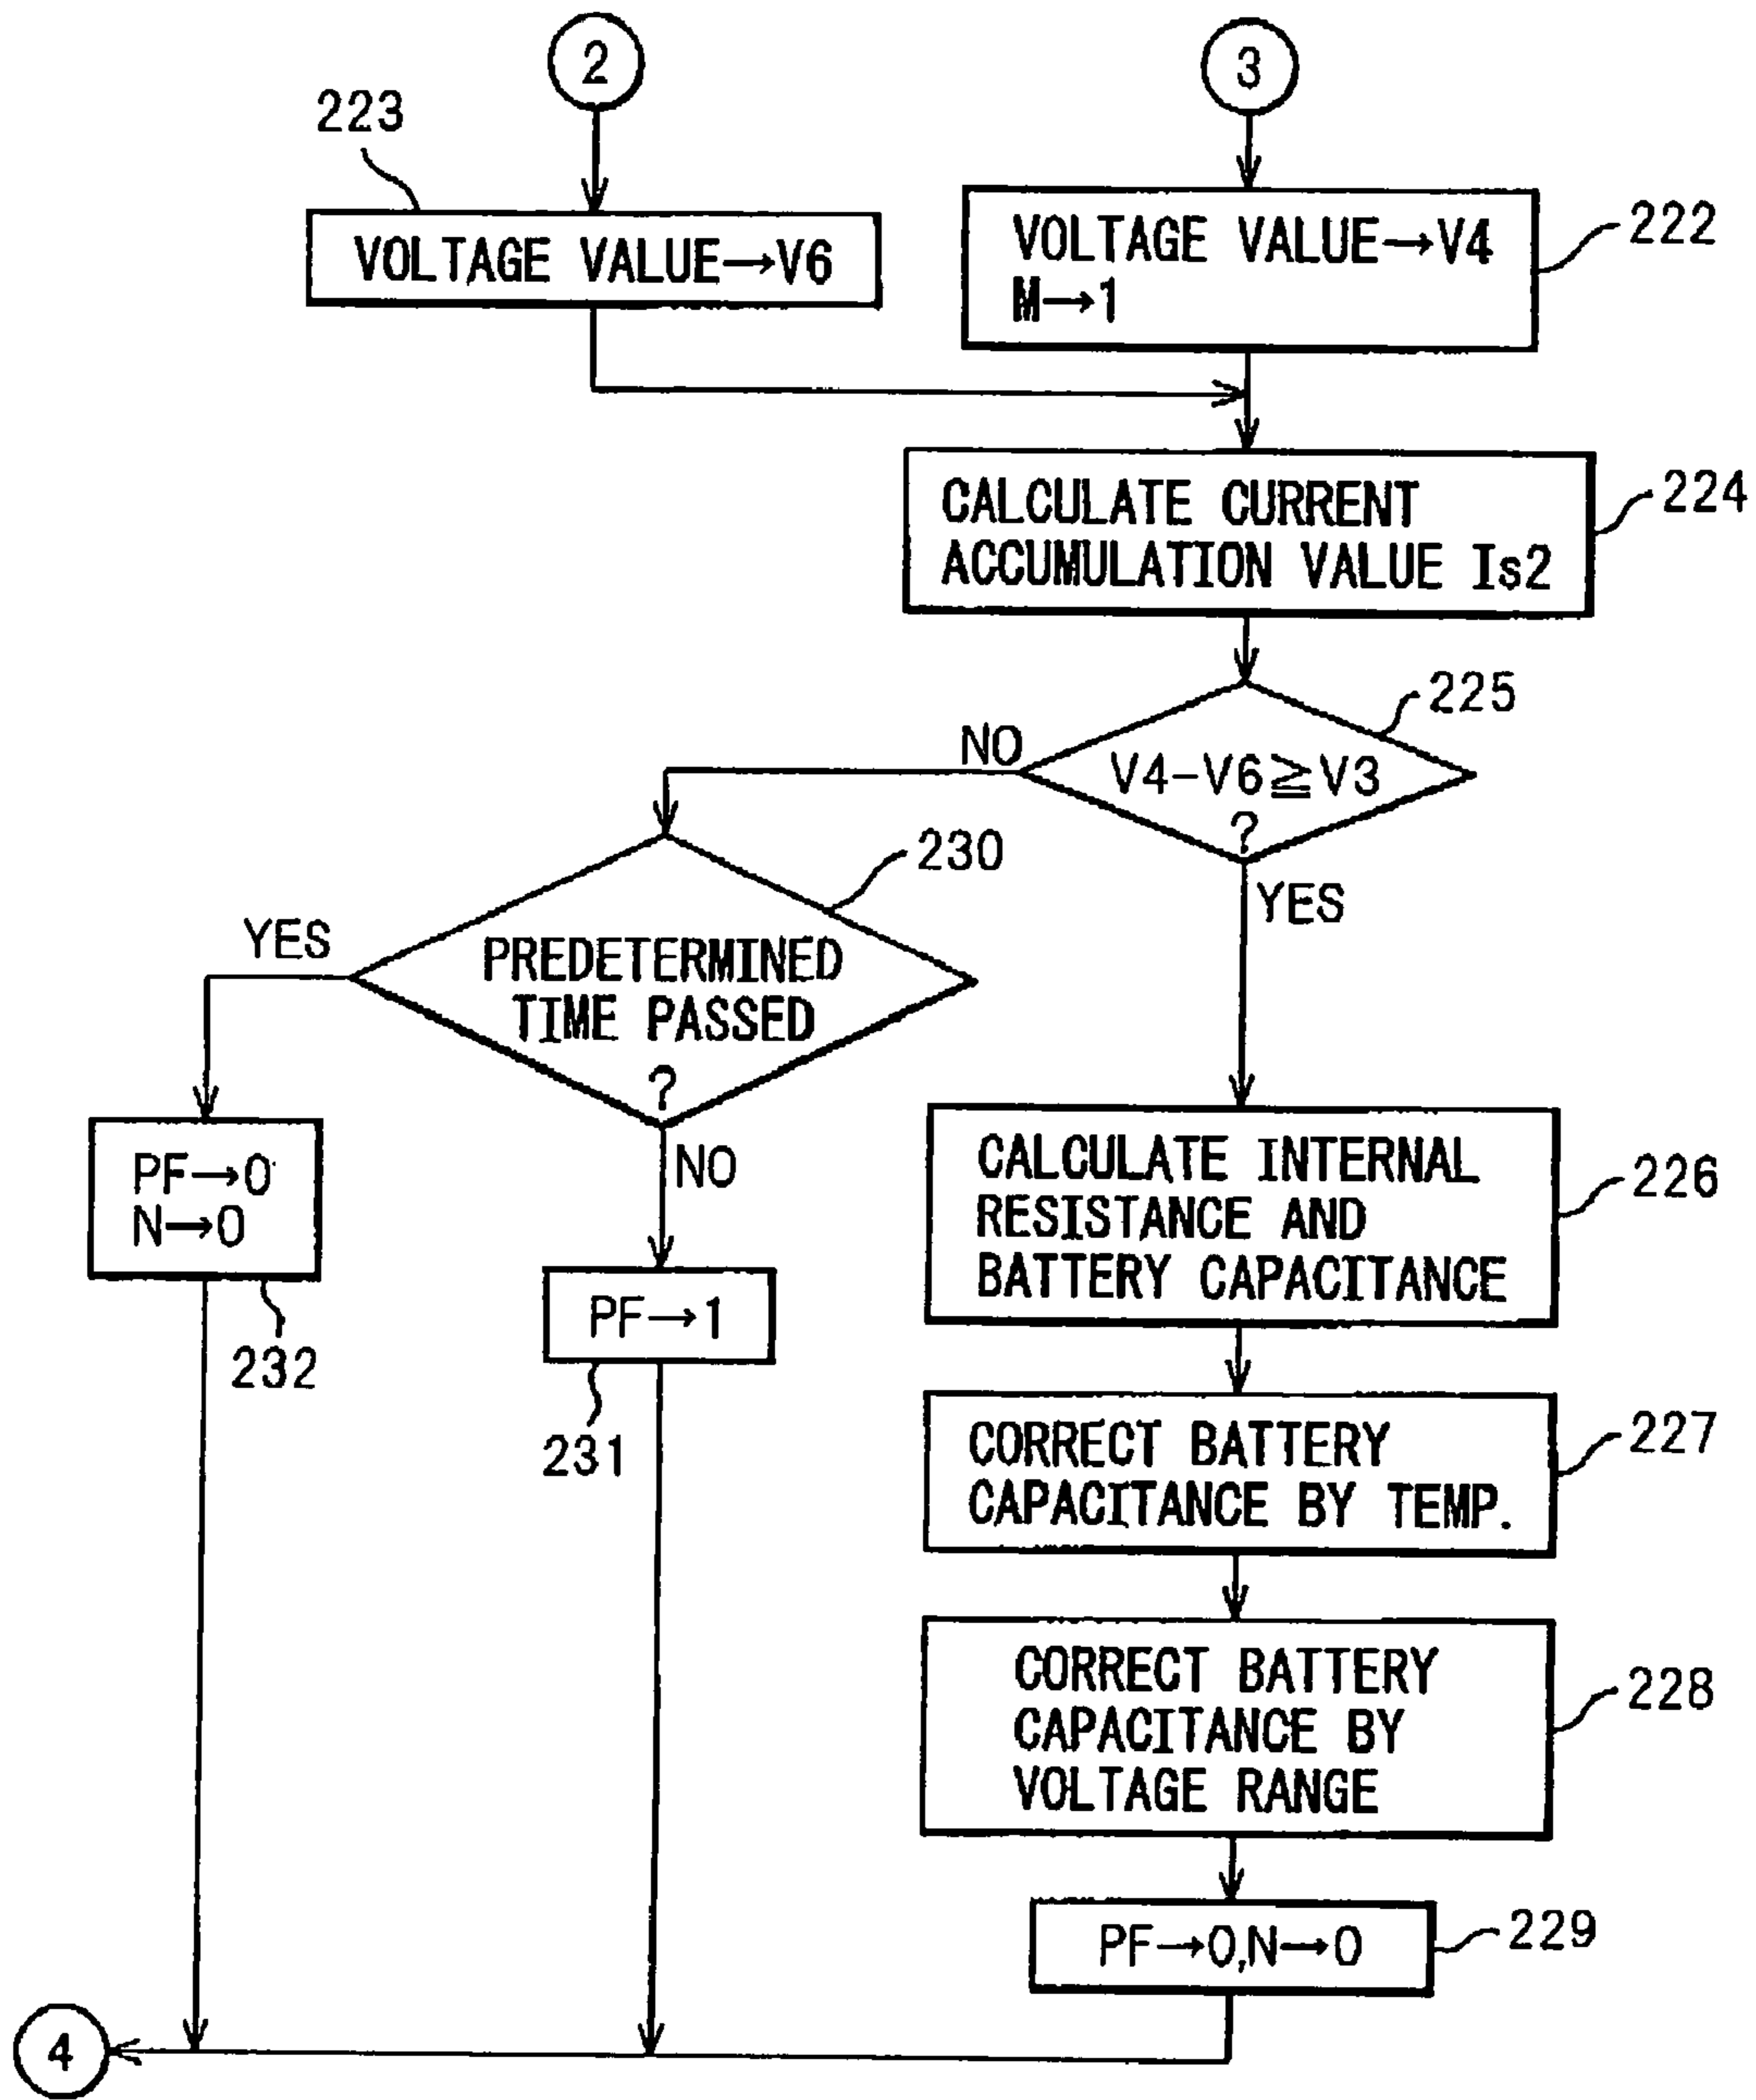 2
3
223
VOLTAGE VALUE→V6
VOLTAGE VALUE→V4
M→1
222
CALCULATE CURRENT
ACCUMULATION VALUE Is2
224
225
NO
V4-V6≧V3
?
YES
230
YES
PREDETERMINED
TIME PASSED
?
NO
PF→0
N→0
232
PF→1
231
CALCULATE INTERNAL
RESISTANCE AND
BATTERY CAPACITANCE
226
CORRECT BATTERY
CAPACITANCE BY TEMP.
227
CORRECT BATTERY
CAPACITANCE BY
VOLTAGE RANGE
228
PF→0,N→0
229
4